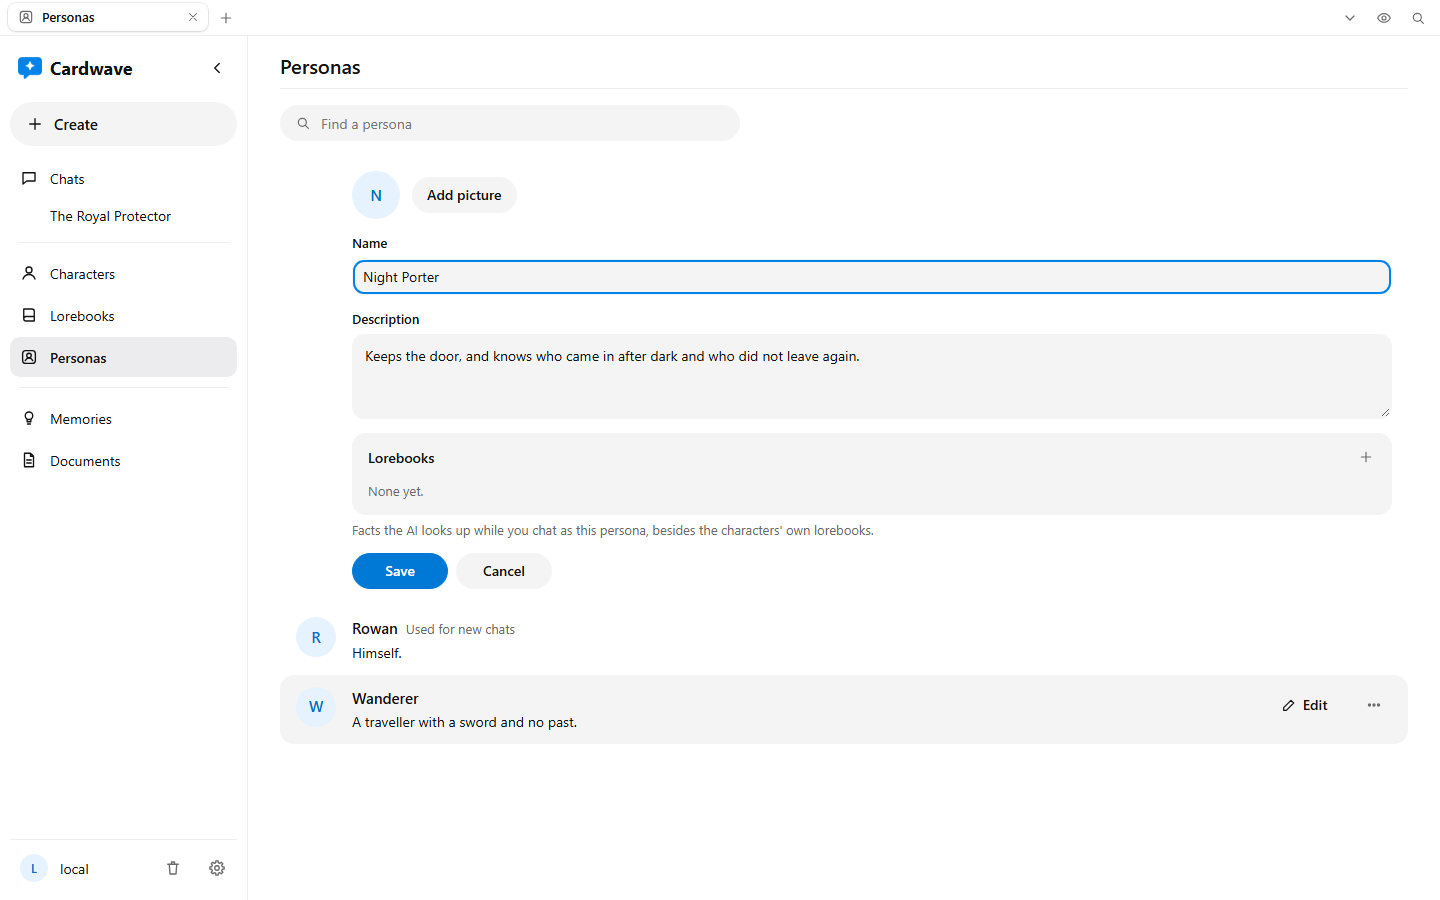 Personas
Cardwave
Create
Chats
The Royal Protector
Characters
Lorebooks
Personas
Memories
Documents
L
local
Personas
Find a persona
N
Add picture
Name
Night Porter
Description
Keeps the door, and knows who came in after dark and who did not leave again.
Lorebooks
None yet.
Facts the AI looks up while you chat as this persona, besides the characters' own lorebooks.
Save
Cancel
R
Rowan Used for new chats
Himself.
W
Wanderer
A traveller with a sword and no past.
Edit